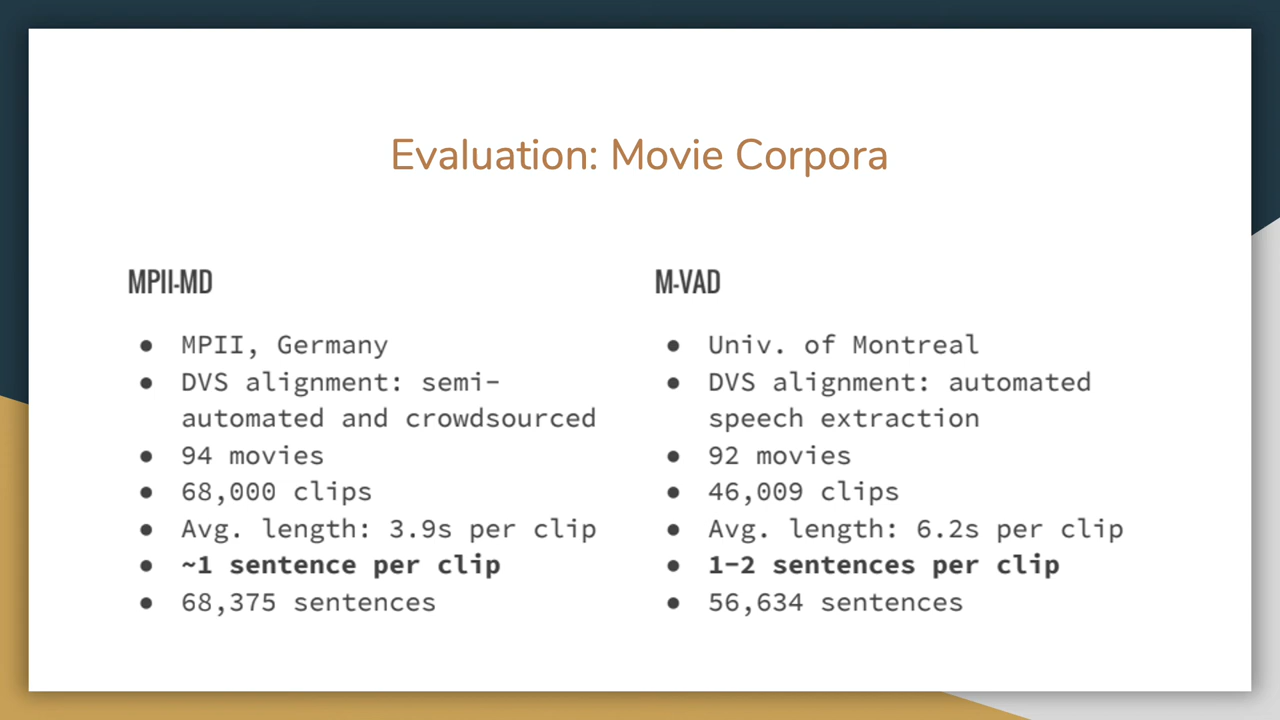 Evaluation: Movie Corpora
MPII-MD
● MPII, Germany
● DVS alignment: semi-
automated and crowdsourced
● 94 movies
● 68,000 clips
● Avg. length: 3.9s per clip
● ~1 sentence per clip
● 68,375 sentences
M-VAD
● Univ. of Montreal
● DVS alignment: automated
speech extraction
● 92 movies
● 46,009 clips
● Avg. length: 6.2s per clip
● 1-2 sentences per clip
● 56,634 sentences